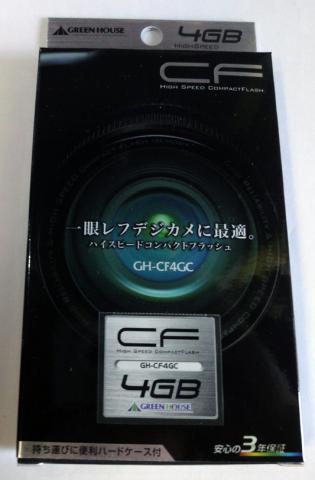 GREEN HOUSE
4GB
HIGH SPEED
CF
HIGH SPEED COMPACTFLASH
一眼レフデジカメに最適。
ハイスピードコンパクトフラッシュ
GH-CF4GC
CF
HIGH SPEED COMPACTFLASH
GH-CF4GC
4GB
GREEN HOUSE
持ち運びに便利ハードケース付
安心の3年保証